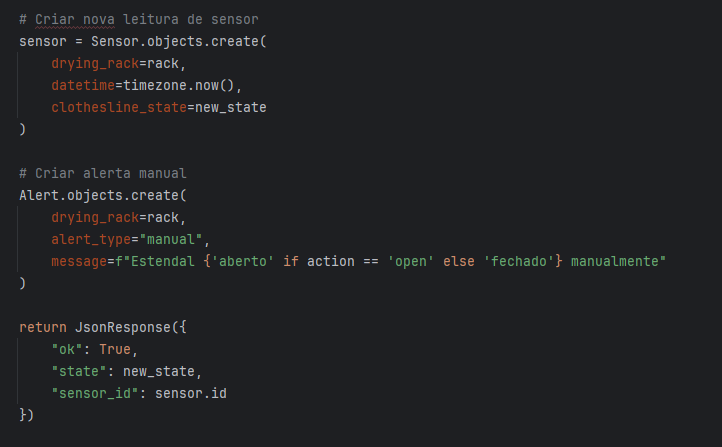 # Criar nova leitura de sensor
sensor = Sensor.objects.create(
    drying_rack=rack,
    datetime=timezone.now(),
    clothesline_state=new_state
)

# Criar alerta manual
Alert.objects.create(
    drying_rack=rack,
    alert_type="manual",
    message=f"Estendal {'aberto' if action == 'open' else 'fechado'} manualmente"
)

return JsonResponse({
    "ok": True,
    "state": new_state,
    "sensor_id": sensor.id
})